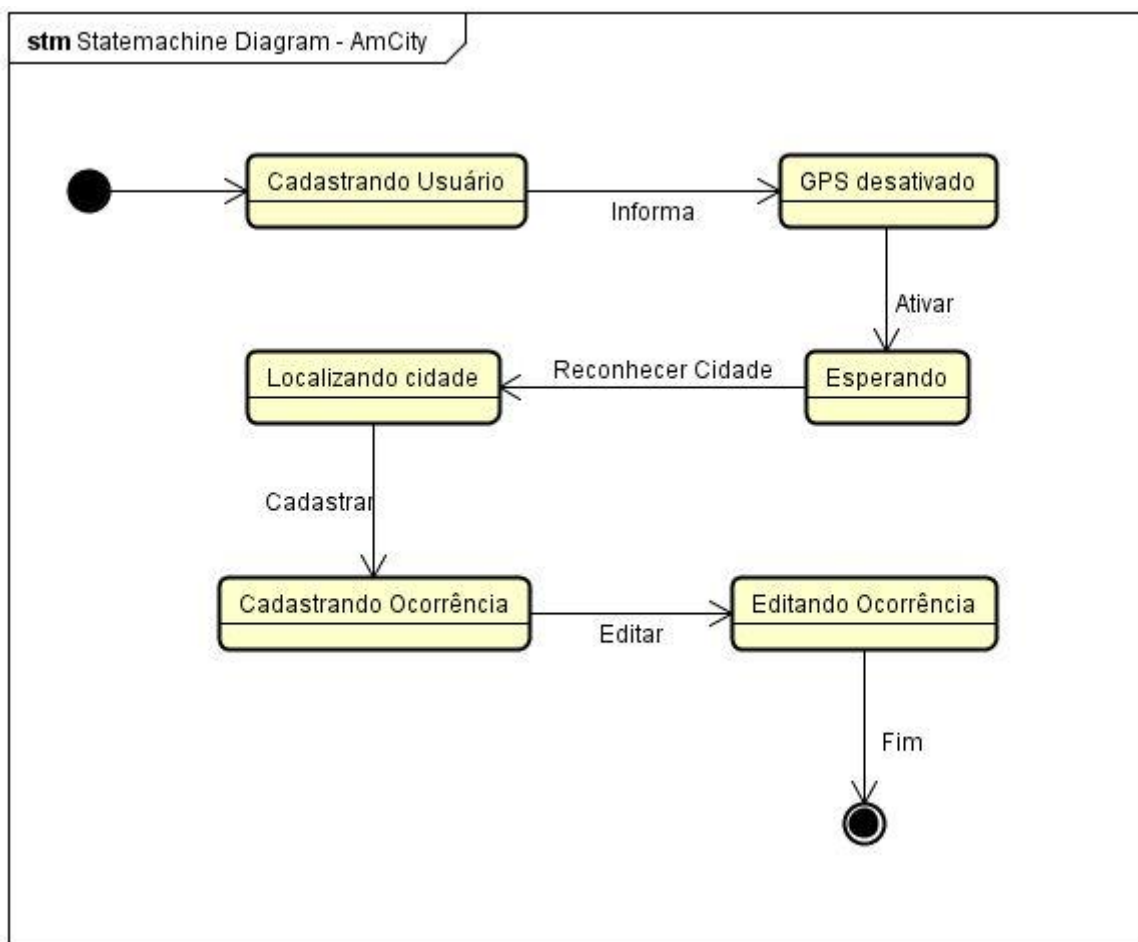 stm Statemachine Diagram - AmCity
Cadastrando Usuário
Informa
GPS desativado
Ativar
Esperando
Reconhecer Cidade
Localizando cidade
Cadastrar
Cadastrando Ocorrência
Editar
Editando Ocorrência
Fim